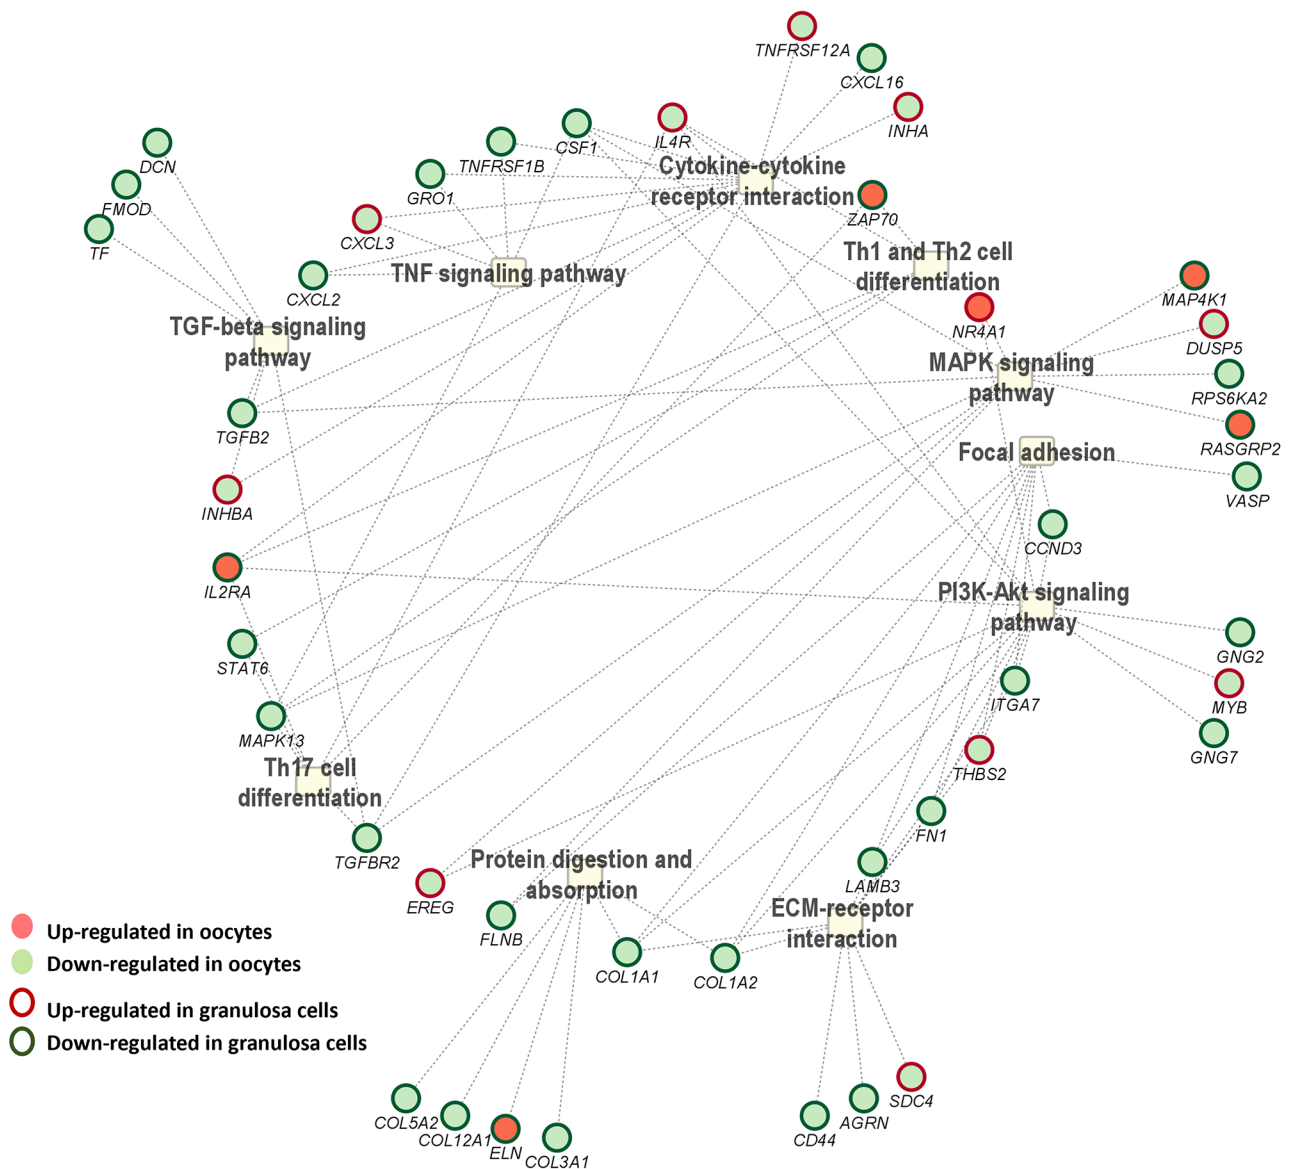 TNFRSF12A
CXCL16
INHA
IL4R
CSF1
TNFRSF1B
DCN
GRO1
Cytokine-cytokine
receptor interaction
FMOD
ZAP70
CXCL3
TF
Th1 and Th2 cell
differentiation
TNF signaling pathway
CXCL2
MAP4K1
NR4A1
TGF-beta signaling
pathway
DUSP5
MAPK signaling
pathway
RPS6KA2
TGFB2
RASGRP2
Focal adhesion
VASP
INHBA
CCND3
IL2RA
PI3K-Akt signaling
pathway
GNG2
STAT6
ITGA7
MYB
MAPK13
GNG7
Th17 cell
differentiation
THBS2
FN1
TGFBR2
Protein digestion and
absorption
LAMB3
EREG
ECM-receptor
interaction
FLNB
COL1A1
COL1A2
Up-regulated in oocytes
Down-regulated in oocytes
Up-regulated in granulosa cells
Down-regulated in granulosa cells
SDC4
AGRN
CD44
COL5A2
COL12A1
ELN
COL3A1